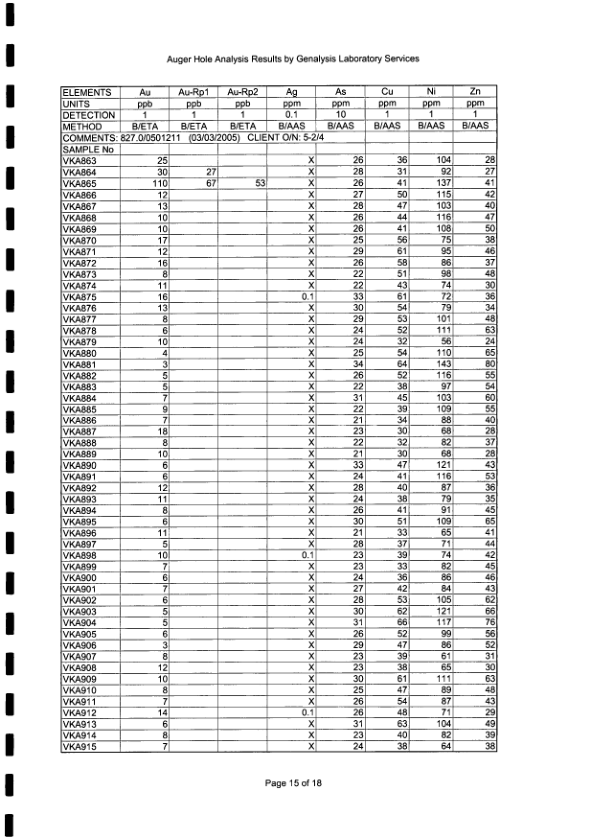 Auger Hole Analysis Results by Genalysis Laboratory Services
ELEMENTS Au Au-Rp1 Au-Rp2 Ag As Cu Ni Zn
UNITS ppb ppb ppb ppm ppm ppm ppm ppm
DETECTION 1 1 1 0.1 10 1 1 1
METHOD B/ETA B/ETA B/ETA B/AAS B/AAS B/AAS B/AAS B/AAS
COMMENTS: 827.0/0501211 (03/03/2005) CLIENT O/N: 5-2/4
SAMPLE No
VKA863 25 X 26 36 104 28
VKA864 30 27 X 28 31 92 27
VKA865 110 67 53 X 26 41 137 41
VKA866 12 X 27 50 115 42
VKA867 13 X 28 47 103 40
VKA868 10 X 26 44 116 47
VKA869 10 X 26 41 108 50
VKA870 17 X 25 56 75 38
VKA871 12 X 29 61 95 46
VKA872 16 X 26 58 86 37
VKA873 8 X 22 51 98 48
VKA874 11 X 22 43 74 30
VKA875 16 0.1 33 61 72 36
VKA876 13 X 30 54 79 34
VKA877 8 X 29 53 101 48
VKA878 6 X 24 52 111 63
VKA879 10 X 24 32 56 24
VKA880 4 X 25 54 110 65
VKA881 3 X 34 64 143 80
VKA882 5 X 26 52 116 55
VKA883 5 X 22 38 97 54
VKA884 7 X 31 45 103 60
VKA885 9 X 22 39 109 55
VKA886 7 X 21 34 88 40
VKA887 18 X 23 30 68 28
VKA888 8 X 22 32 82 37
VKA889 10 X 21 30 68 28
VKA890 6 X 33 47 121 43
VKA891 6 X 24 41 116 53
VKA892 12 X 28 40 87 36
VKA893 11 X 24 38 79 35
VKA894 8 X 26 41 91 45
VKA895 6 X 30 51 109 65
VKA896 11 X 21 33 65 41
VKA897 5 X 28 37 71 44
VKA898 10 0.1 23 39 74 42
VKA899 7 X 23 33 82 45
VKA900 6 X 24 36 86 46
VKA901 7 X 27 42 84 43
VKA902 6 X 28 53 105 62
VKA903 5 X 30 62 121 66
VKA904 5 X 31 66 117 76
VKA905 6 X 26 52 99 56
VKA906 3 X 29 47 86 52
VKA907 8 X 23 39 61 31
VKA908 12 X 23 38 65 30
VKA909 10 X 30 61 111 63
VKA910 8 X 25 47 89 48
VKA911 7 X 26 54 87 43
VKA912 14 0.1 26 48 71 29
VKA913 6 X 31 63 104 49
VKA914 8 X 23 40 82 39
VKA915 7 X 24 38 64 38
Page 15 of 18